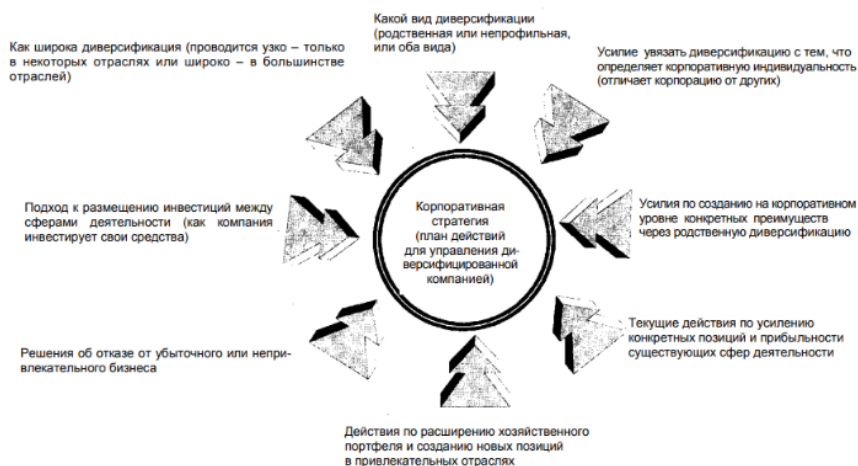 Какой вид диверсификации
(родственная или непрофильная,
или оба вида)
Как широка диверсификация (проводится узко – только
в некоторых отраслях или широко – в большинстве
отраслей)
Усилие увязать диверсификацию с тем, что
определяет корпоративную индивидуальность
(отличает корпорацию от других)
Подход к размещению инвестиций между
сферами деятельности (как компания
инвестирует свои средства)
Корпоративная
стратегия
(план действий
для управления ди-
версифицированной
компанией)
Усилия по созданию на корпоративном
уровне конкретных преимуществ
через родственную диверсификацию
Решения об отказе от убыточного или непри-
влекательного бизнеса
Текущие действия по усилению
конкретных позиций и прибыльности
существующих сфер деятельности
Действия по расширению хозяйственного
портфеля и созданию новых позиций
в привлекательных отраслях